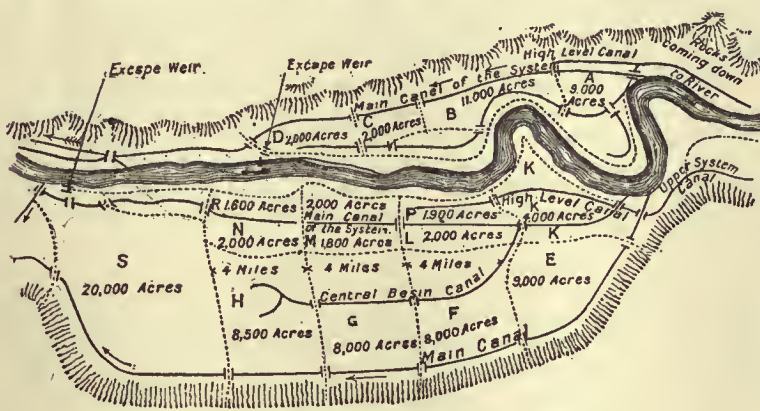 Rocks
coming down
to River
High Level Canal
Escape Weir.
Escape Weir
Main Canal of the System
A
9.000
Acres
B
11.000 Acres
C
2,000 Acres
D 2,000 Acres
K
Upper System
Canal
R 1.600 Acres
2,000 Acres
Main Canal
of the System.
P
1.900 Acres
High Level Canal
K
4.000 Acres
N
2,000 Acres
M 1,800 Acres
L 2,000 Acres
K
S
20,000 Acres
4 Miles
4 Miles
4 Miles
E
9,000 Acres
H
Central Basin Canal
8,500 Acres
G
8,000 Acres
F
8,000 Acres
Main Canal